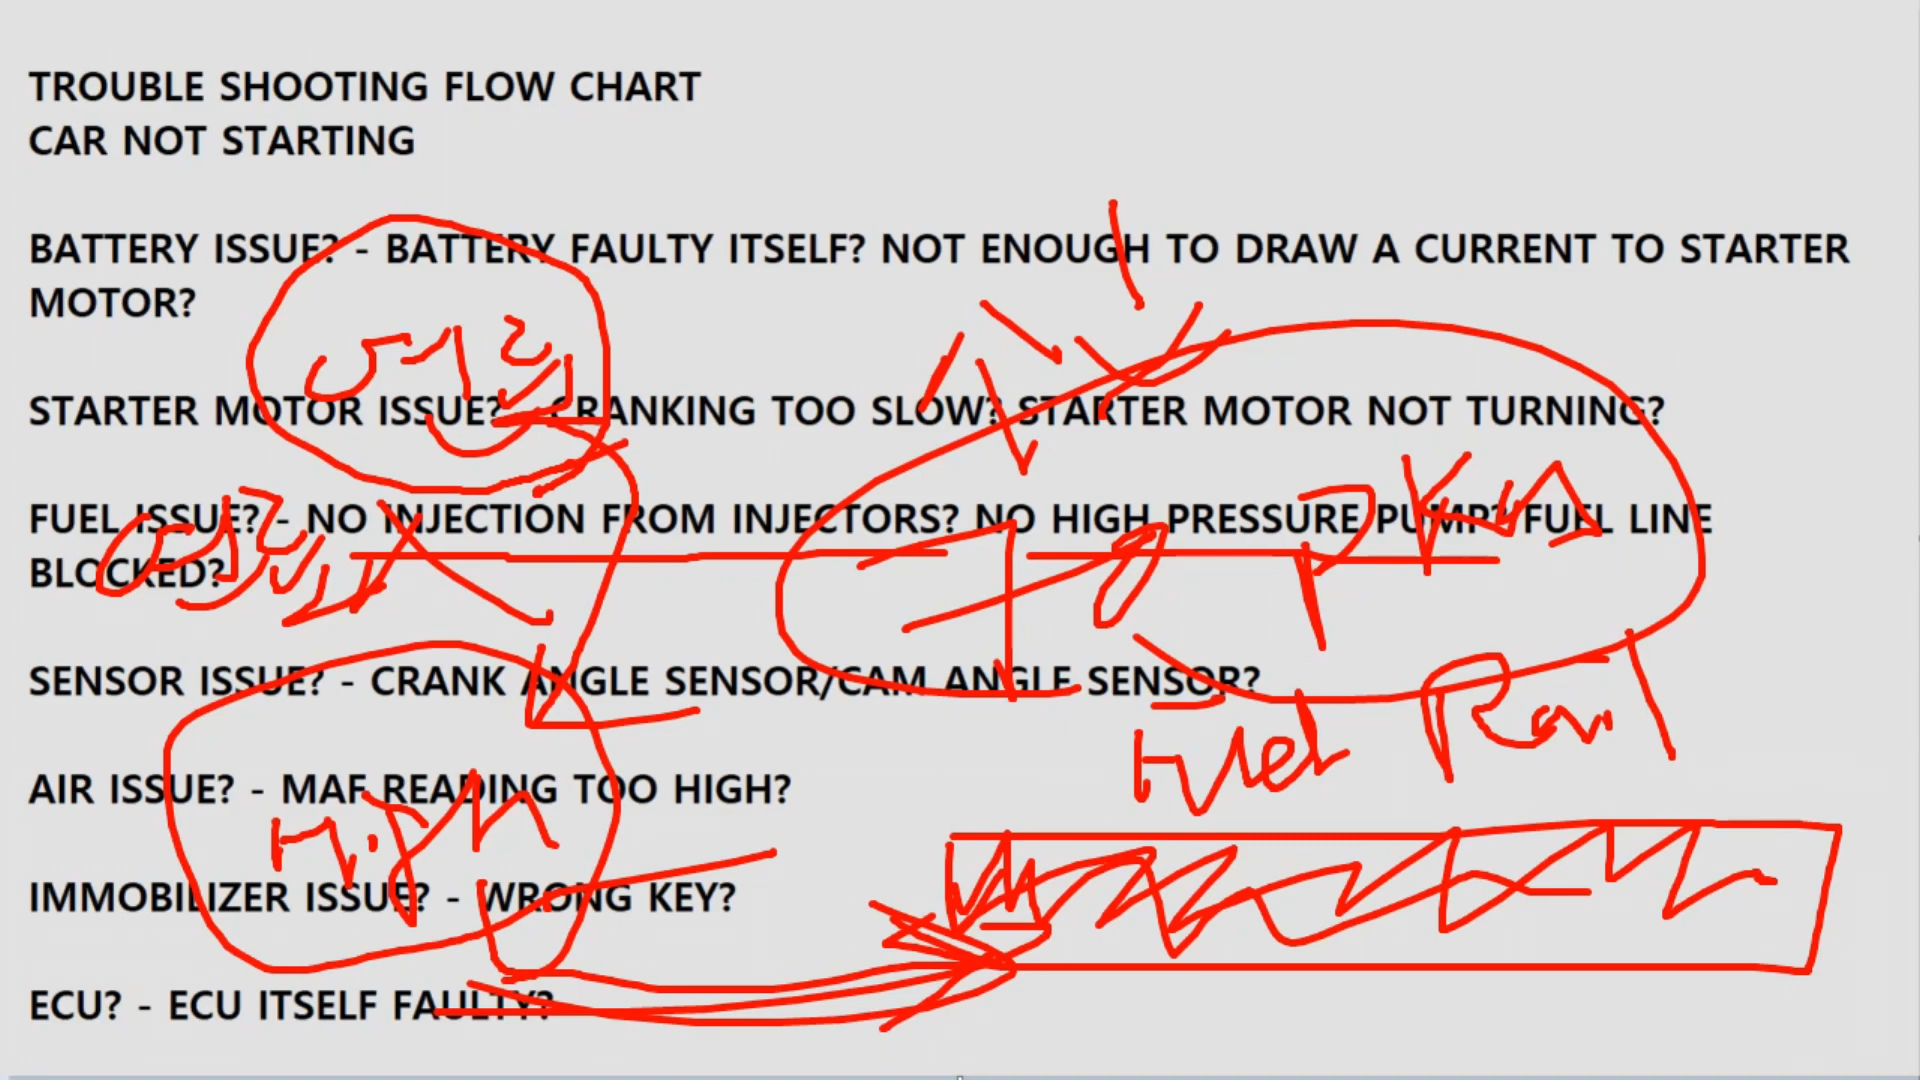 TROUBLE SHOOTING FLOW CHART
CAR NOT STARTING
BATTERY ISSUE? - BATTERY FAULTY ITSELF? NOT ENOUGH TO DRAW A CURRENT TO STARTER
MOTOR?
STARTER MOTOR ISSUE? - CRANKING TOO SLOW? STARTER MOTOR NOT TURNING?
FUEL ISSUE? - NO INJECTION FROM INJECTORS? NO HIGH PRESSURE PUMP? FUEL LINE
BLOCKED?
SENSOR ISSUE? - CRANK ANGLE SENSOR/CAM ANGLE SENSOR?
Fuel Rail
AIR ISSUE? - MAF READING TOO HIGH?
High
IMMOBILIZER ISSUE? - WRONG KEY?
ECU? - ECU ITSELF FAULTY?